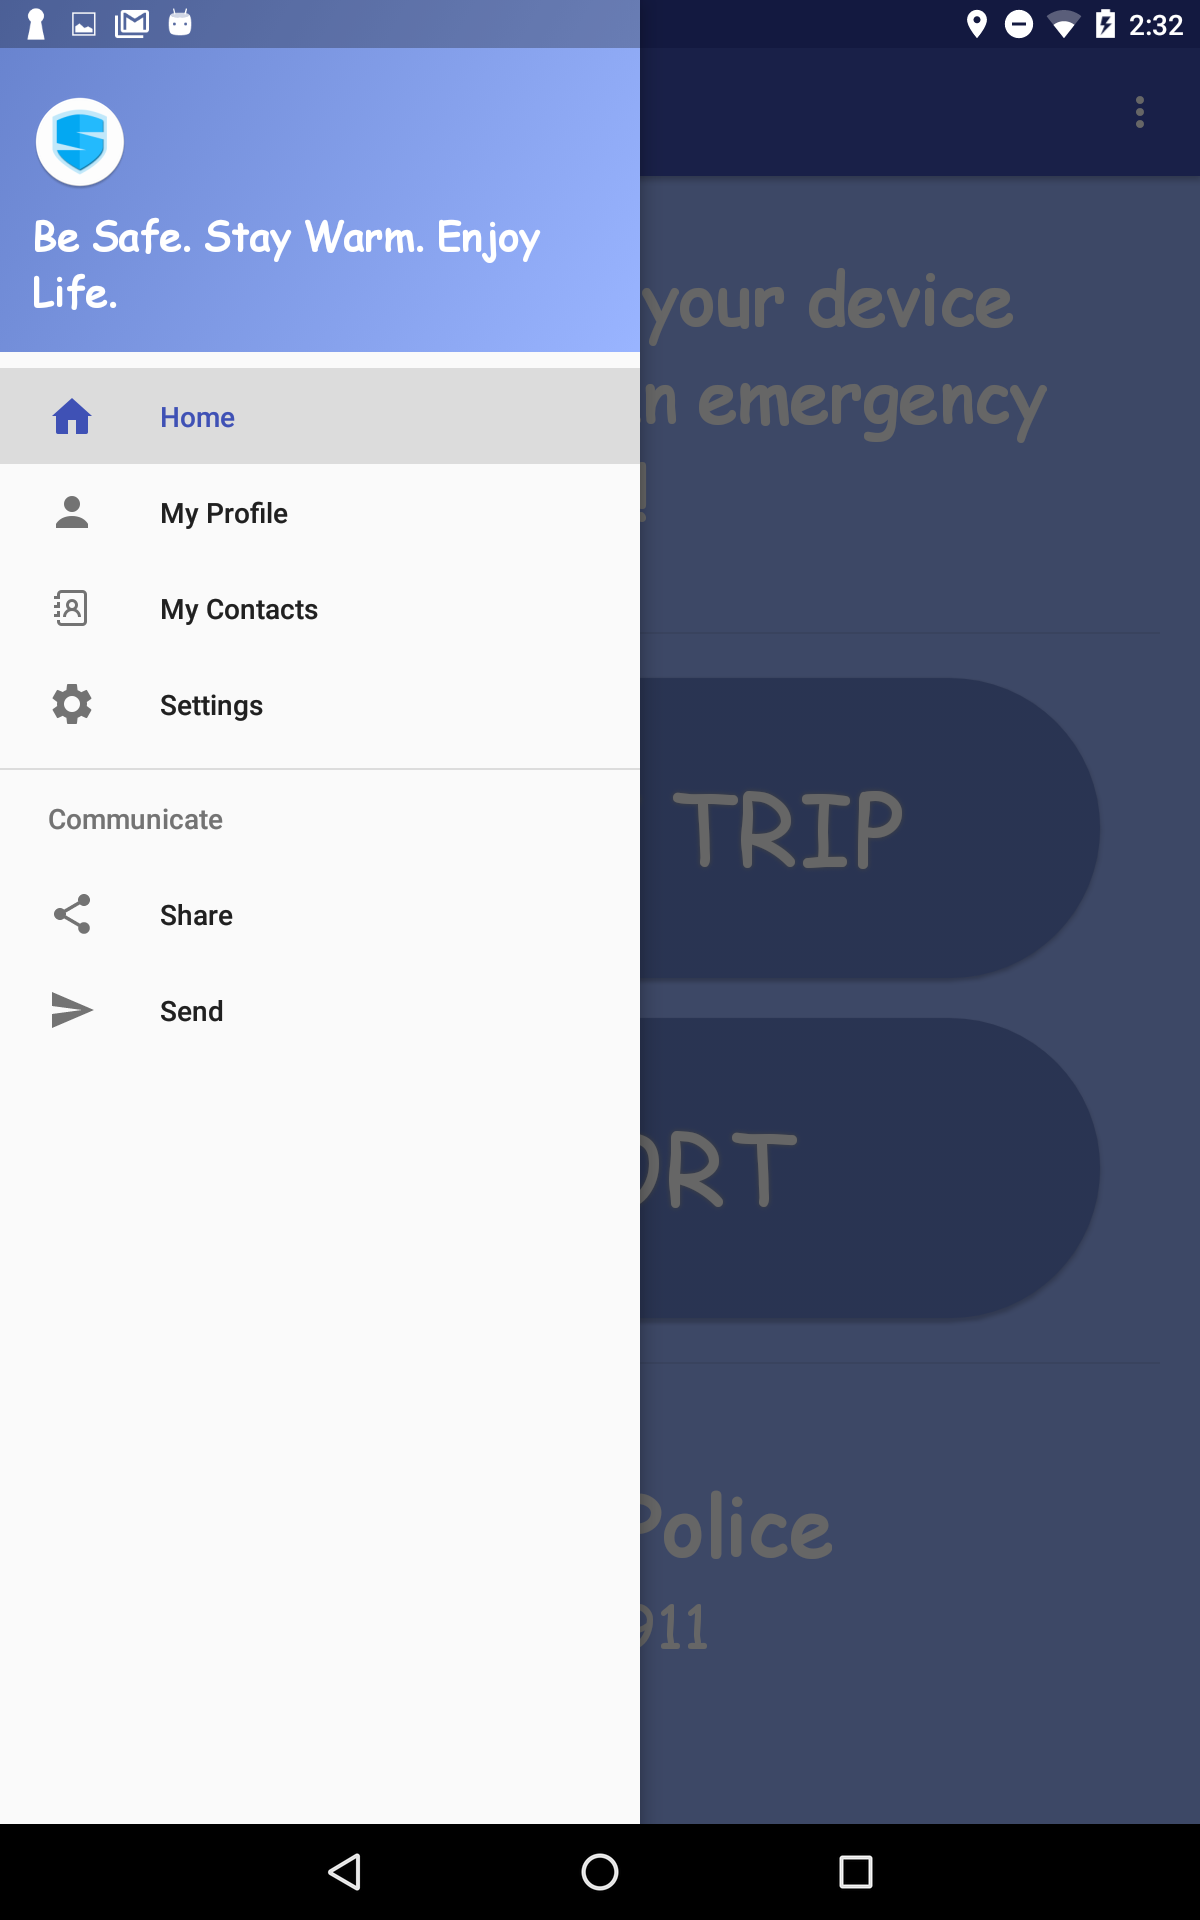 2:32
Be Safe. Stay Warm. Enjoy
Life.
your device
emergency
!
Home
My Profile
My Contacts
Settings
TRIP
Communicate
Share
Send
Police
911